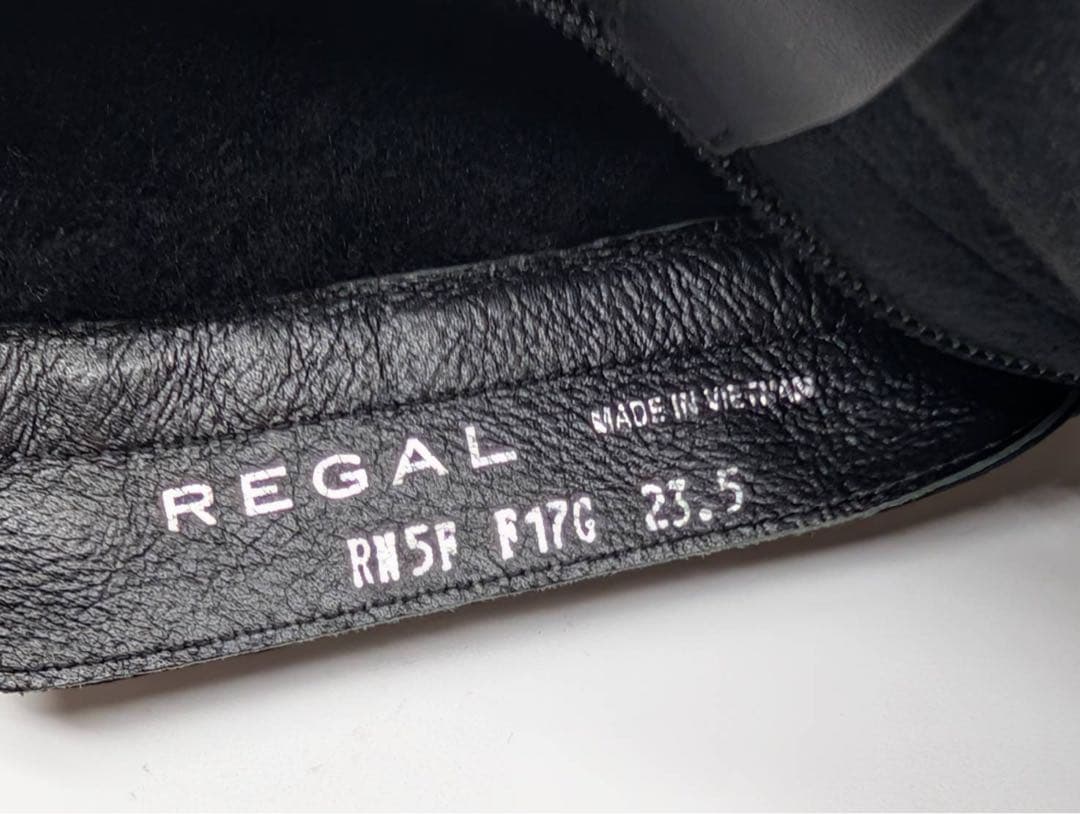 REGAL MADE IN VIETNAM
RN5F F17G 23.5